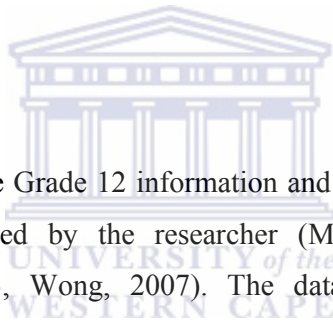 e Grade 12 information and
ed by the researcher (M
UNIVERSITY of the
, Wong, 2007). The data
WESTERN CAPE